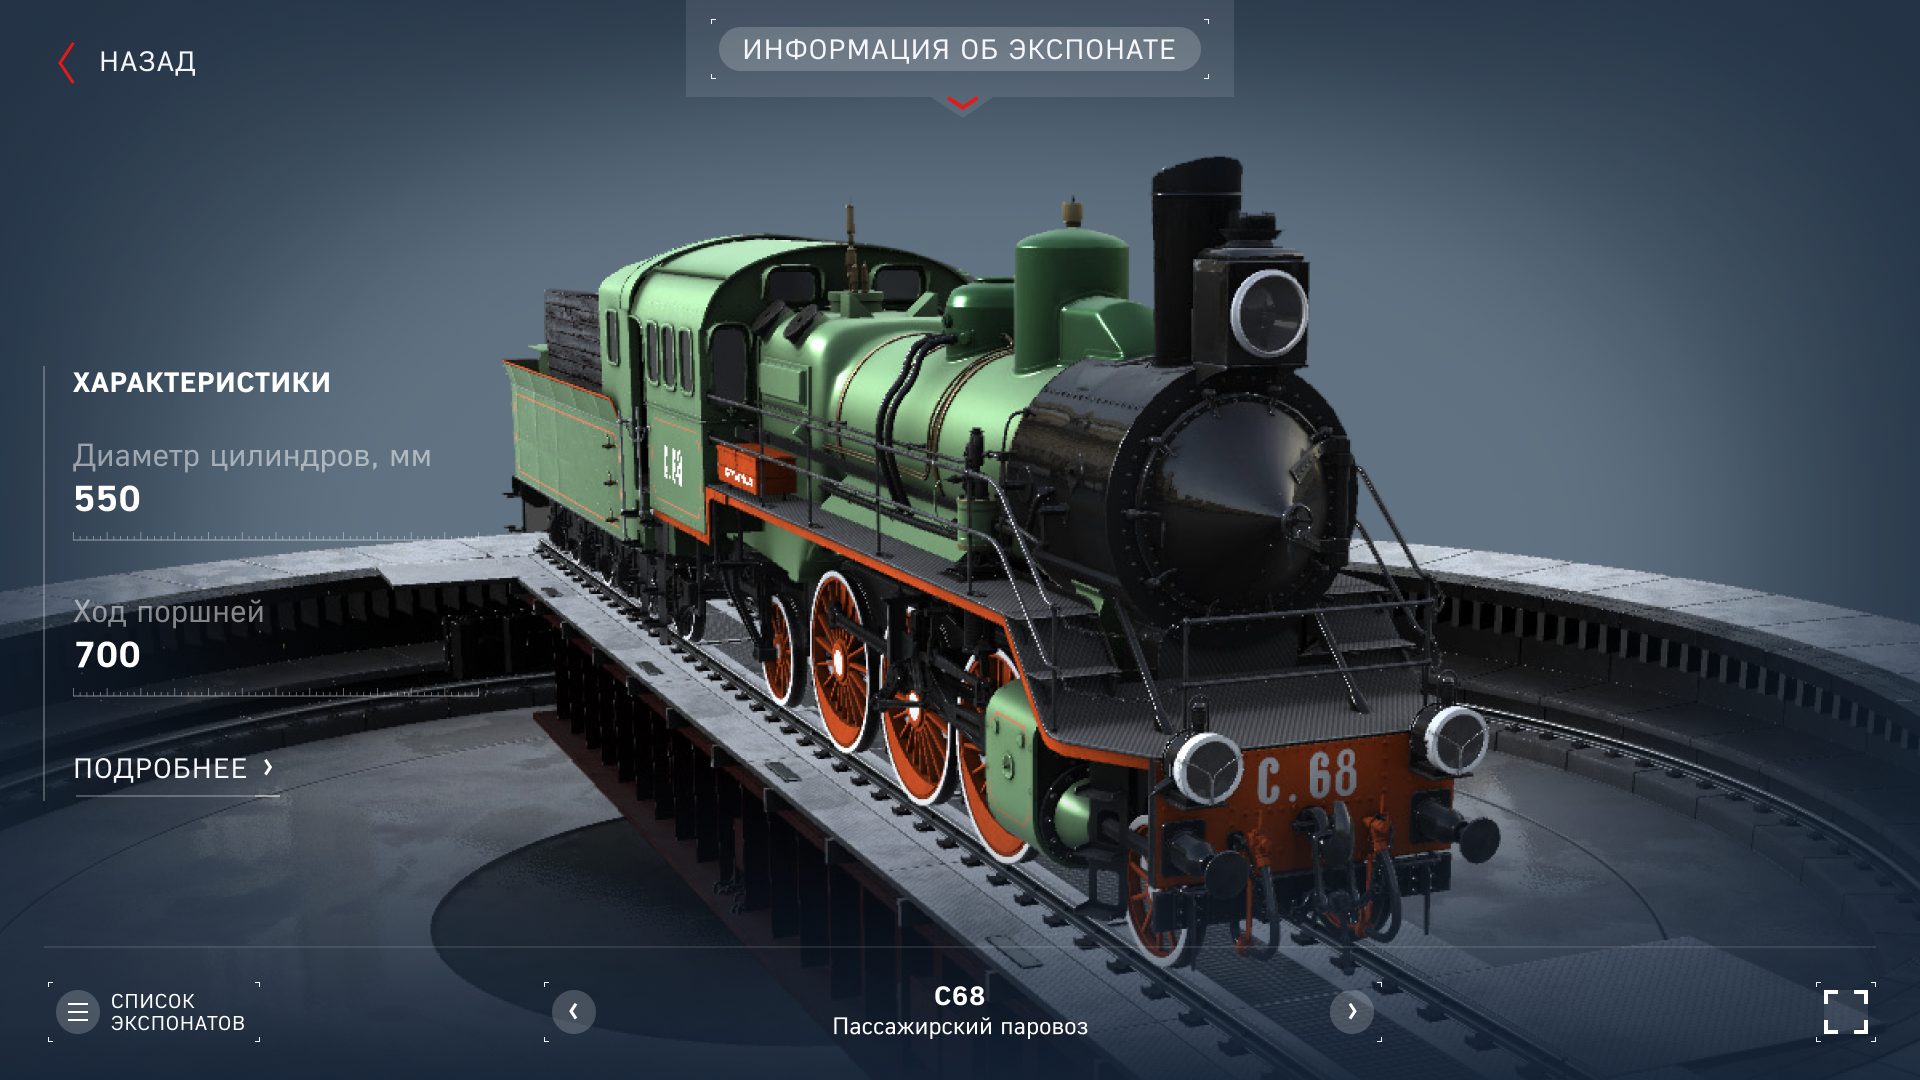 НАЗАД
ИНФОРМАЦИЯ ОБ ЭКСПОНАТЕ
ХАРАКТЕРИСТИКИ
Диаметр цилиндров, мм
550
Ход поршней
700
ПОДРОБНЕЕ
С.68
С. 68
СПИСОК
ЭКСПОНАТОВ
С68
Пассажирский паровоз